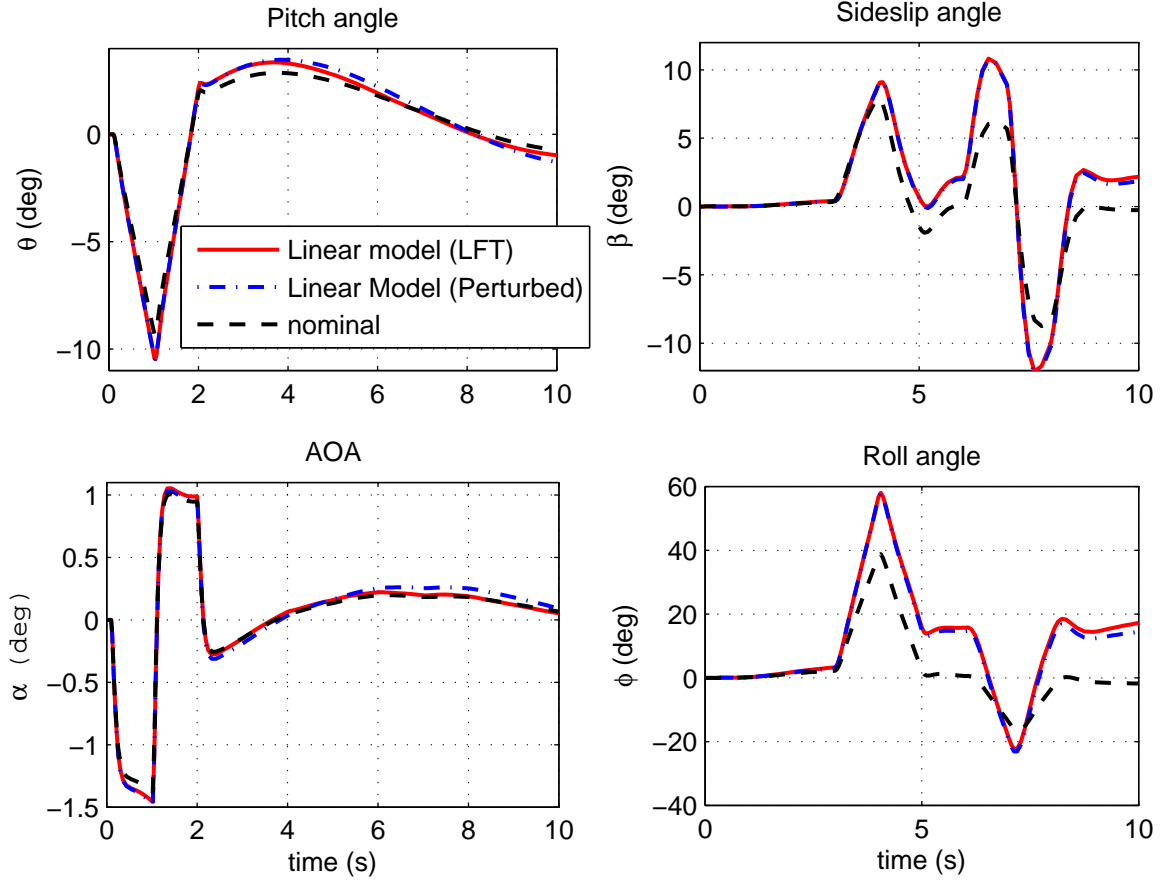 Pitch angle
0
−5
−10
θ (deg)
0
2
4
6
8
10
Linear model (LFT)
Linear Model (Perturbed)
nominal
Sideslip angle
10
5
0
−5
−10
β (deg)
0
5
10
AOA
1
0.5
0
−0.5
−1
−1.5
α (deg)
0
2
4
6
8
10
time (s)
Roll angle
60
40
20
0
−20
−40
ϕ (deg)
0
5
10
time (s)